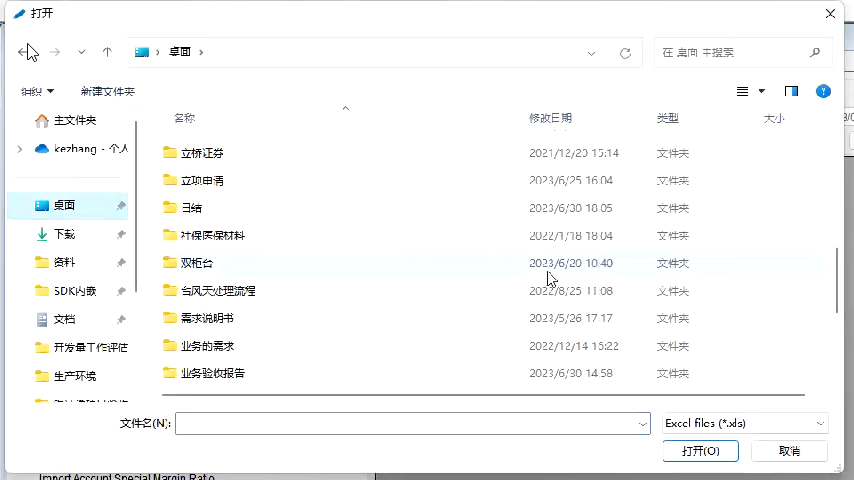 打开
桌面
在 桌面 中搜索
组织
新建文件夹
名称
修改日期
类型
大小
主文件夹
kezhang - 个人
桌面
下载
资料
SDK内嵌
文档
开发量工作评估
生产环境
立桥证券 2021/12/20 15:14 文件夹
立项申请 2023/6/25 16:04 文件夹
日结 2023/6/30 18:05 文件夹
社保医保材料 2022/1/18 18:04 文件夹
双柜台 2023/6/20 10:40 文件夹
台风天处理流程 2022/8/25 11:08 文件夹
需求说明书 2023/5/26 17:17 文件夹
业务的需求 2022/12/14 16:22 文件夹
业务验收报告 2023/6/30 14:58 文件夹
文件名(N):
Excel files (*.xls)
打开(O)
取消
Import Account Special Margin Ratio